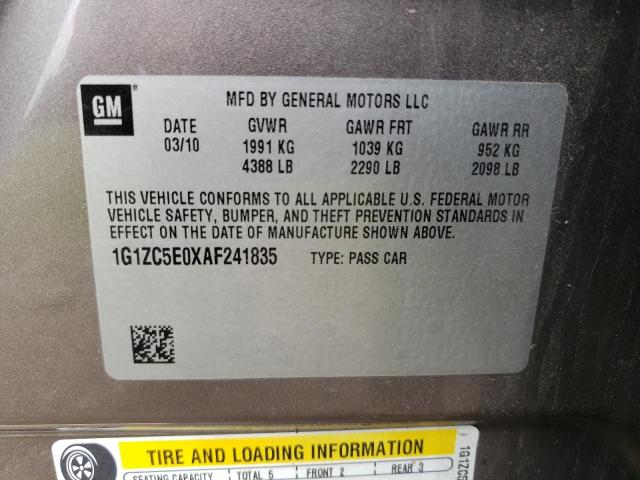 GM ®
MFD BY GENERAL MOTORS LLC
DATE GVWR GAWR FRT GAWR RR
03/10 1991 KG 1039 KG 952 KG
4388 LB 2290 LB 2098 LB
THIS VEHICLE CONFORMS TO ALL APPLICABLE U.S. FEDERAL MOTOR
VEHICLE SAFETY, BUMPER, AND THEFT PREVENTION STANDARDS IN
EFFECT ON THE DATE OF MANUFACTURE SHOWN ABOVE.
1G1ZC5E0XAF241835 TYPE: PASS CAR
TIRE AND LOADING INFORMATION
SEATING CAPACITY TOTAL 5 FRONT 2 REAR 3
1G1ZC5